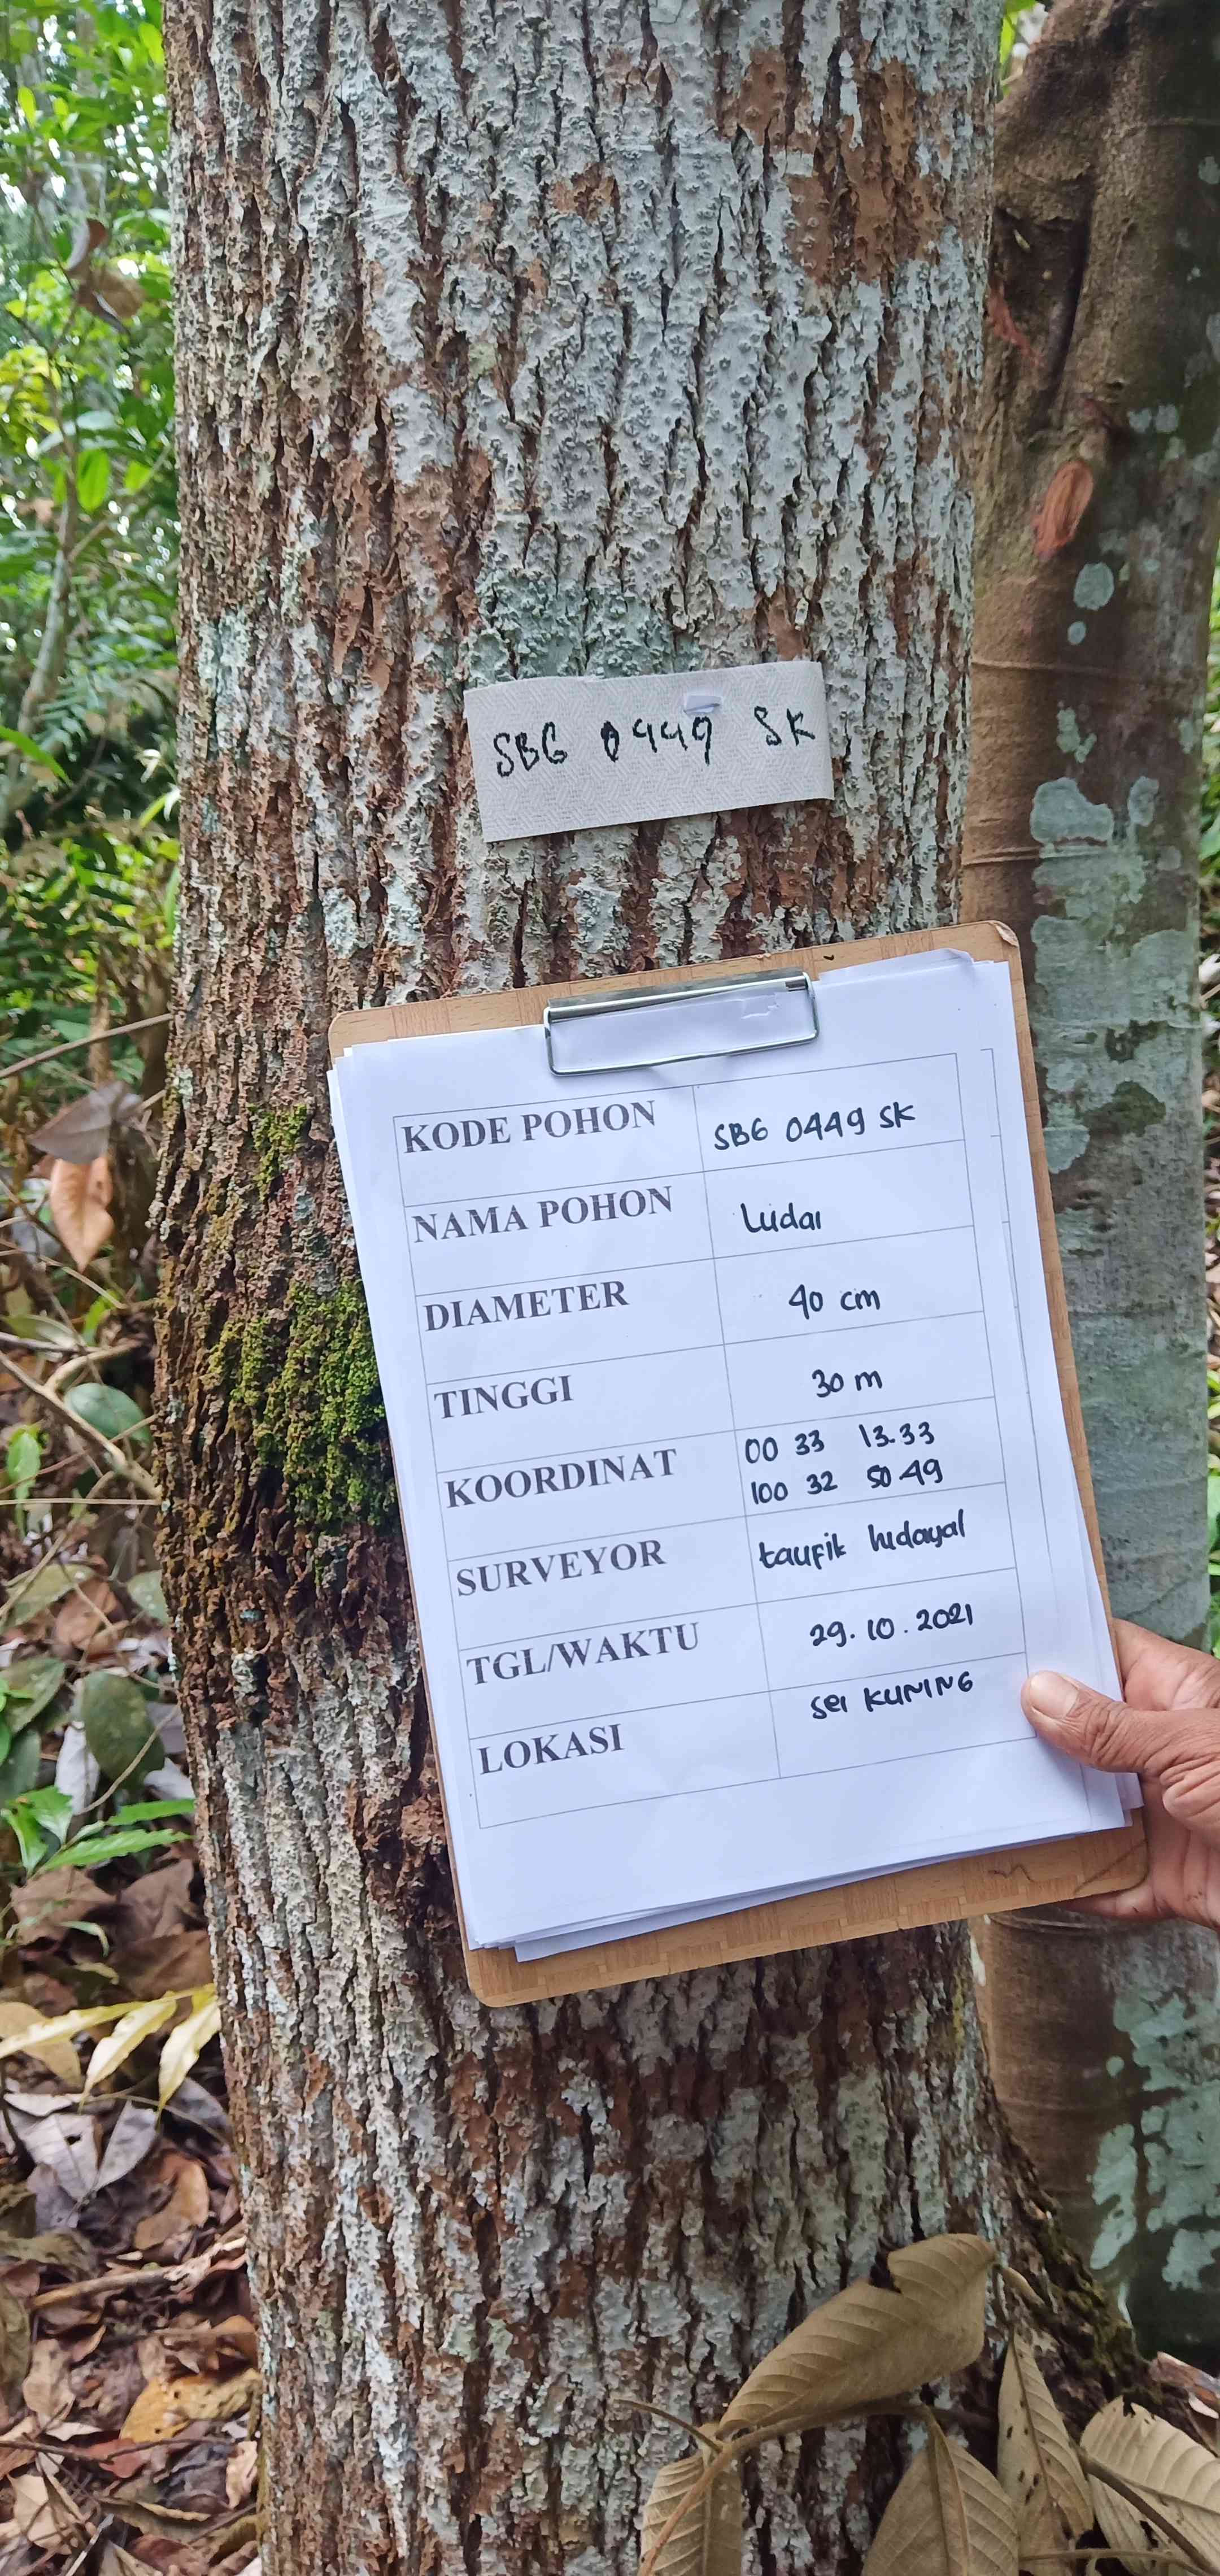 SBG 0449 SK
KODE POHON SBG 0449 SK
NAMA POHON Ludai
DIAMETER 40 cm
TINGGI 30 m
KOORDINAT 00 33 13.33
100 32 50 49
SURVEYOR taufik hidayat
TGL/WAKTU 29.10.2021
LOKASI sei KUNING